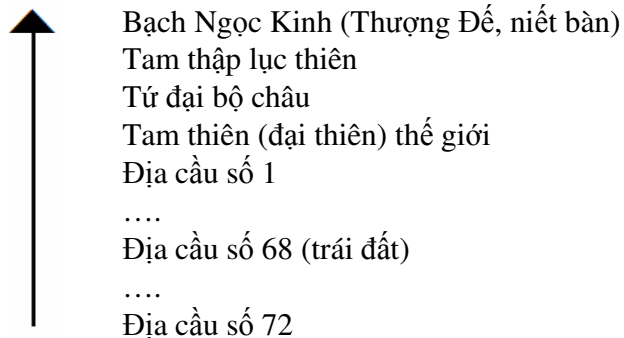 Bạch Ngọc Kinh (Thượng Đế, niết bàn)
Tam thập lục thiên
Tứ đại bộ châu
Tam thiên (đại thiên) thế giới
Địa cầu số 1
….
Địa cầu số 68 (trái đất)
….
Địa cầu số 72